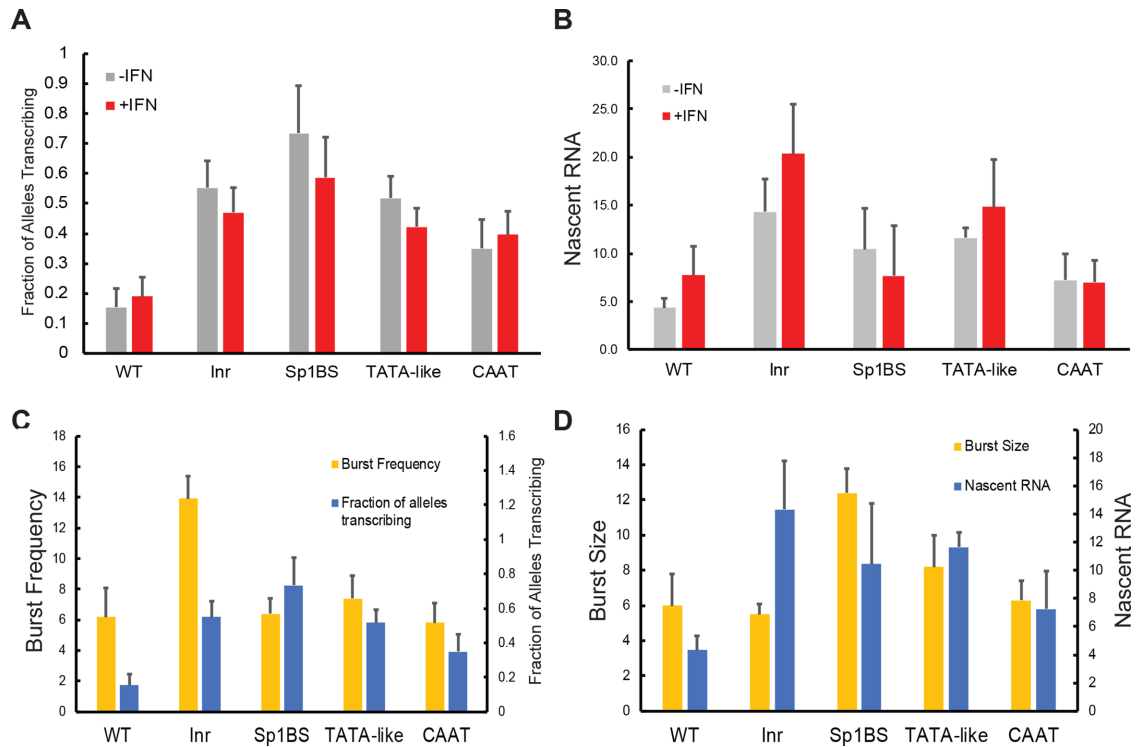 A
Fraction of Alleles Transcribing
1
0.9
0.8
0.7
0.6
0.5
0.4
0.3
0.2
0.1
0
-IFN
+IFN
WT Inr Sp1BS TATA-like CAAT
B
Nascent RNA
30.0
25.0
20.0
15.0
10.0
5.0
0.0
-IFN
+IFN
WT Inr Sp1BS TATA-like CAAT
C
Burst Frequency
18
16
14
12
10
8
6
4
2
0
Burst Frequency
Fraction of alleles
transcribing
1.6
1.4
1.2
1
0.8
0.6
0.4
0.2
0
Fraction of Alleles Transcribing
WT Inr Sp1BS TATA-like CAAT
D
Burst Size
16
14
12
10
8
6
4
2
0
Burst Size
Nascent RNA
20
18
16
14
12
10
8
6
4
2
0
Nascent RNA
WT Inr Sp1BS TATA-like CAAT